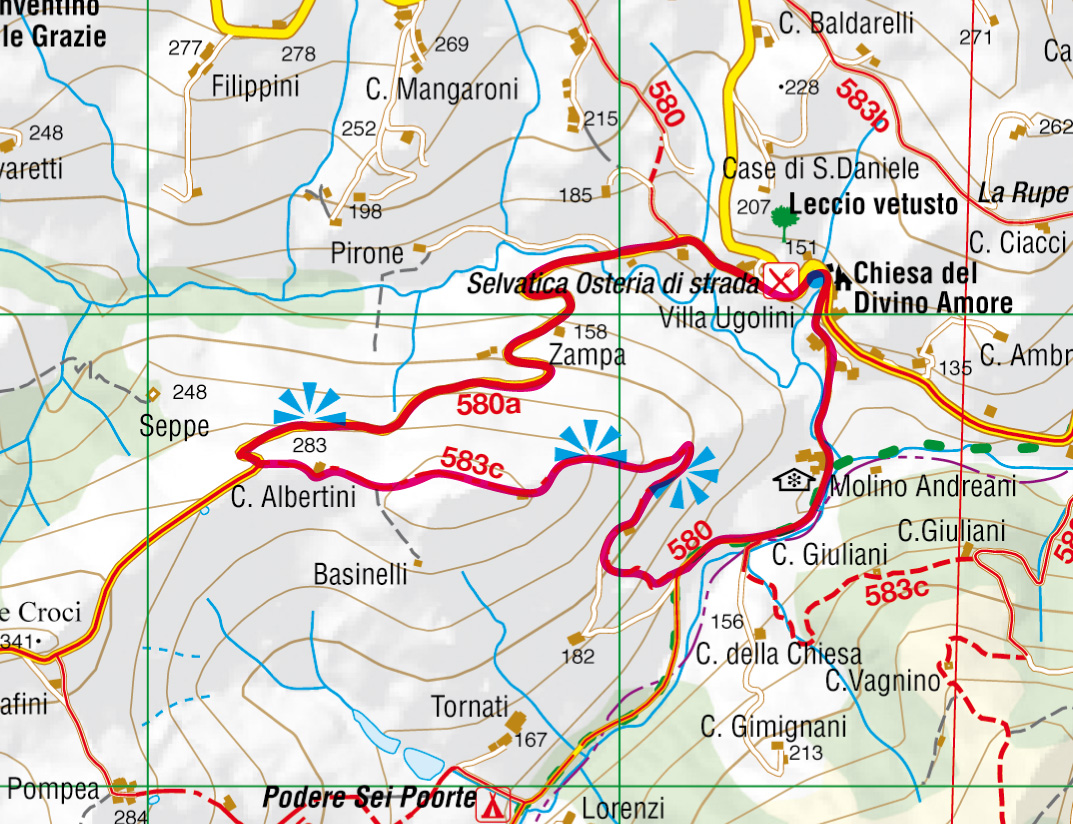 nventino
le Grazie
277
278
Filippini
269
C. Mangaroni
252
215
198
185
Pirone
248
varetti
580
C. Baldarelli
228
583b
271
Ca
262
Case di S.Daniele
207
Leccio vetusto
La Rupe
C. Ciacci
151
Chiesa del
Divino Amore
Selvatica Osteria di strada
Villa Ugolini
158
Zampa
135
C. Ambr
248
Seppe
580a
283
583c
C. Albertini
Molino Andreani
Basinelli
580
C. Giuliani
C.Giuliani
583c
58
e Croci
341
156
182
C. della Chiesa
C.Vagnino
afini
Tornati
167
C. Gimignani
213
Pompea
284
Podere Sei Poorte
Lorenzi